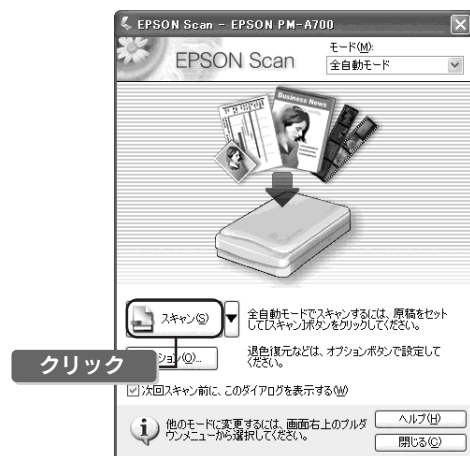 EPSON Scan - EPSON PM-A700
EPSON Scan
モード(M):
全自動モード
Business News
スキャン(S)
全自動モードでスキャンするには、原稿をセット
して[スキャン]ボタンをクリックしてください。
クリック
ション(O)...
退色復元などは、オプションボタンで設定して
ください。
次回スキャン前に、このダイアログを表示する(W)
他のモードに変更するには、画面右上のプルダ
ウンメニューから選択してください。
ヘルプ(H)
閉じる(C)